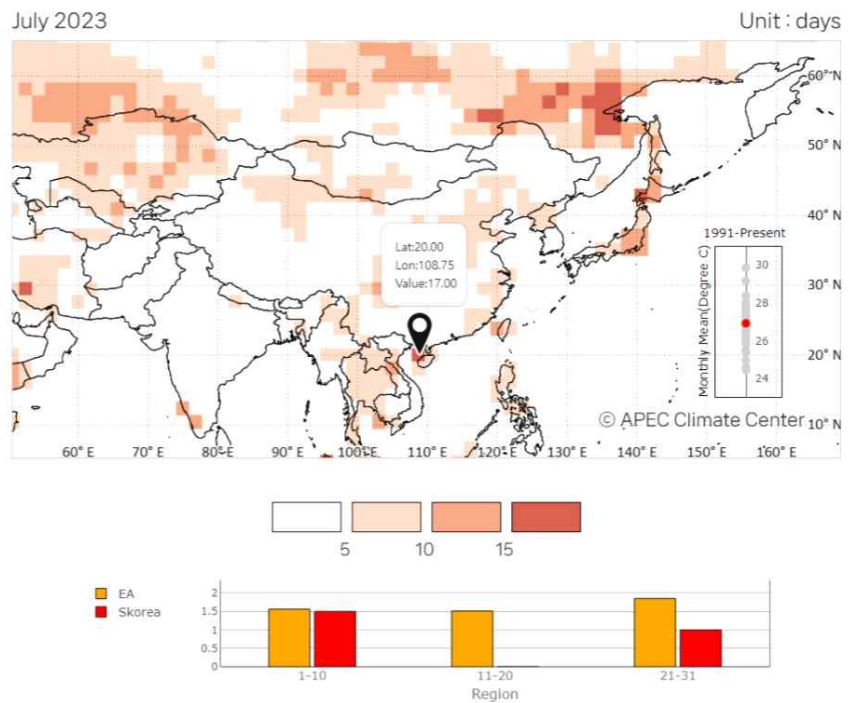 July 2023
Unit : days
60° N
50° N
40° N
30° N
20° N
10° N
Lat:20.00
Lon:108.75
Value:17.00
1991-Present
Monthly Mean(Degree C)
30
28
26
24
© APEC Climate Center
60° E 70° E 80° E 90° E 100° E 110° E 120° E 130° E 140° E 150° E 160° E
5 10 15
EA
Skorea
2
1.5
1
0.5
0
1-10 11-20 21-31
Region